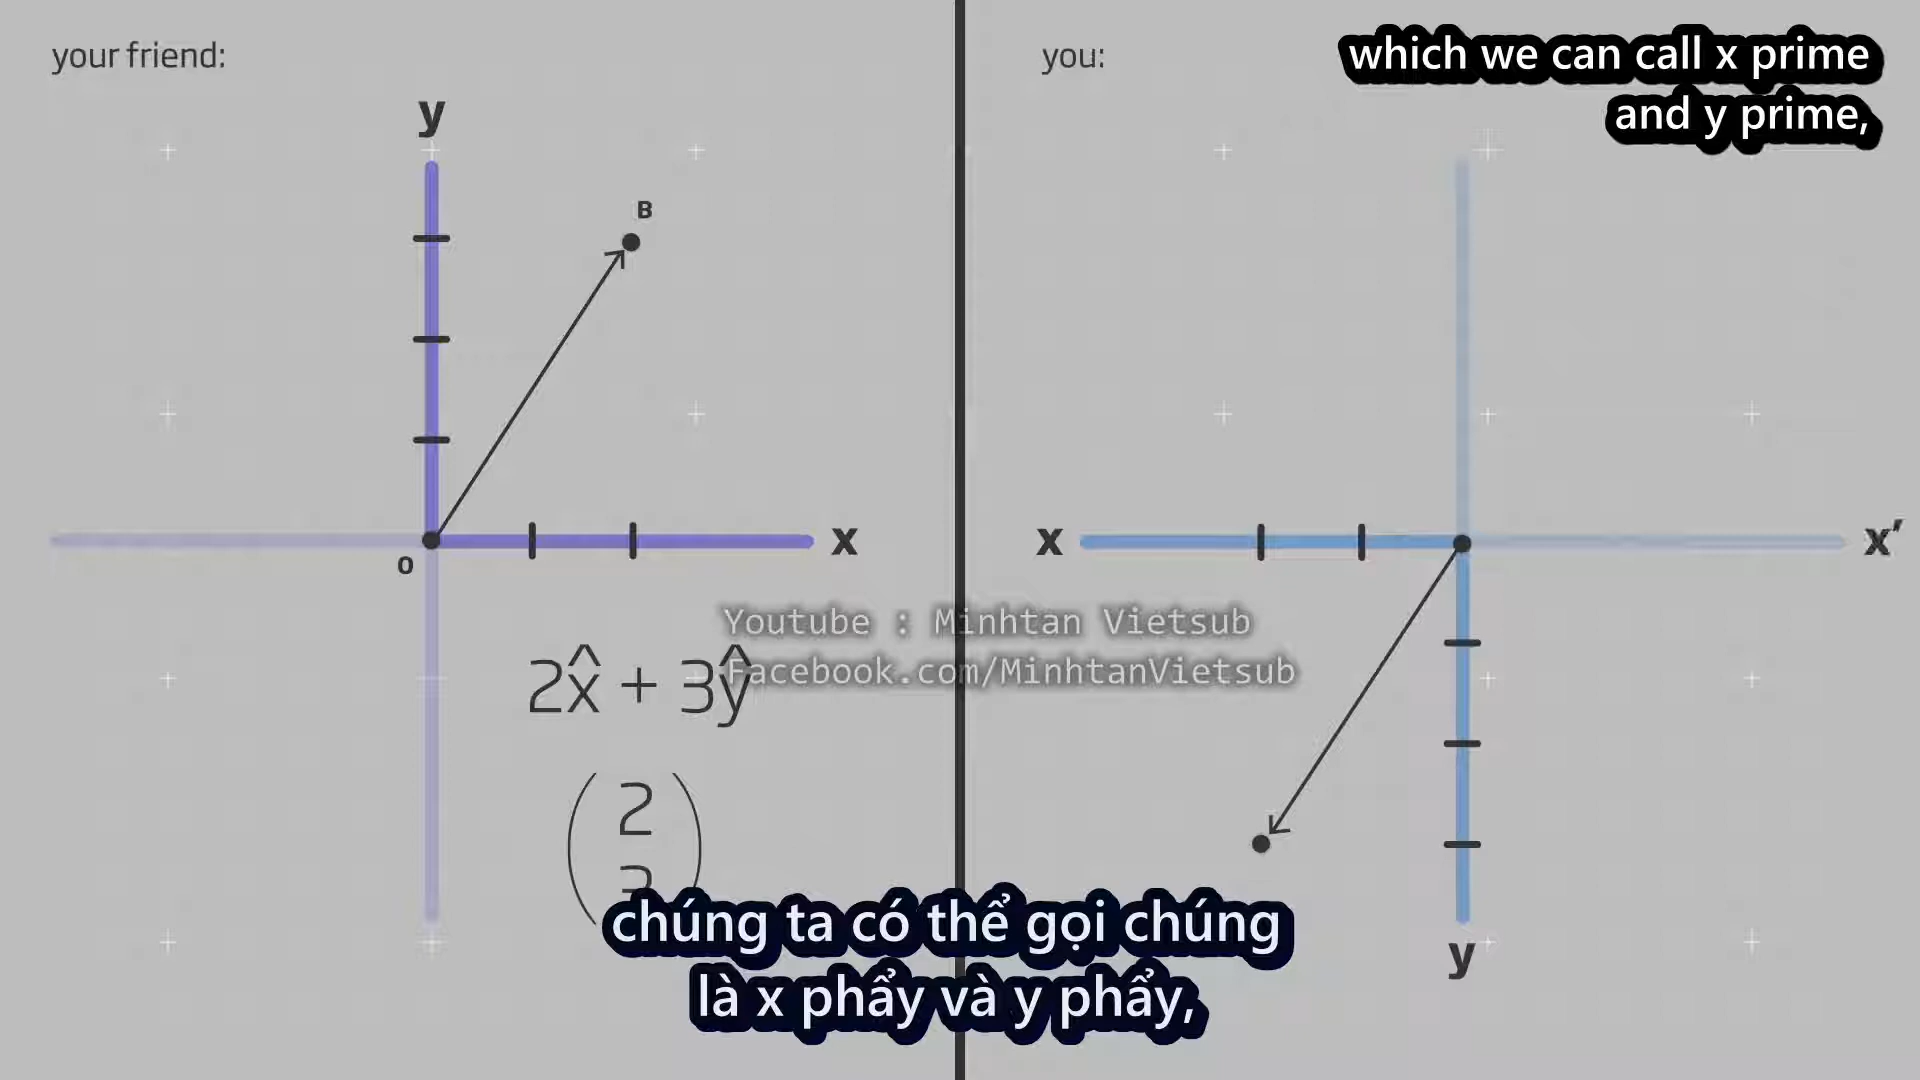 your friend:
you:
which we can call x prime
and y prime,
y
B
x
O
x
x′
Youtube : Minhtan Vietsub
Facebook.com/MinhtanVietsub
2x̂ + 3ŷ
2
chúng ta có thể gọi chúng
là x phẩy và y phẩy,
y